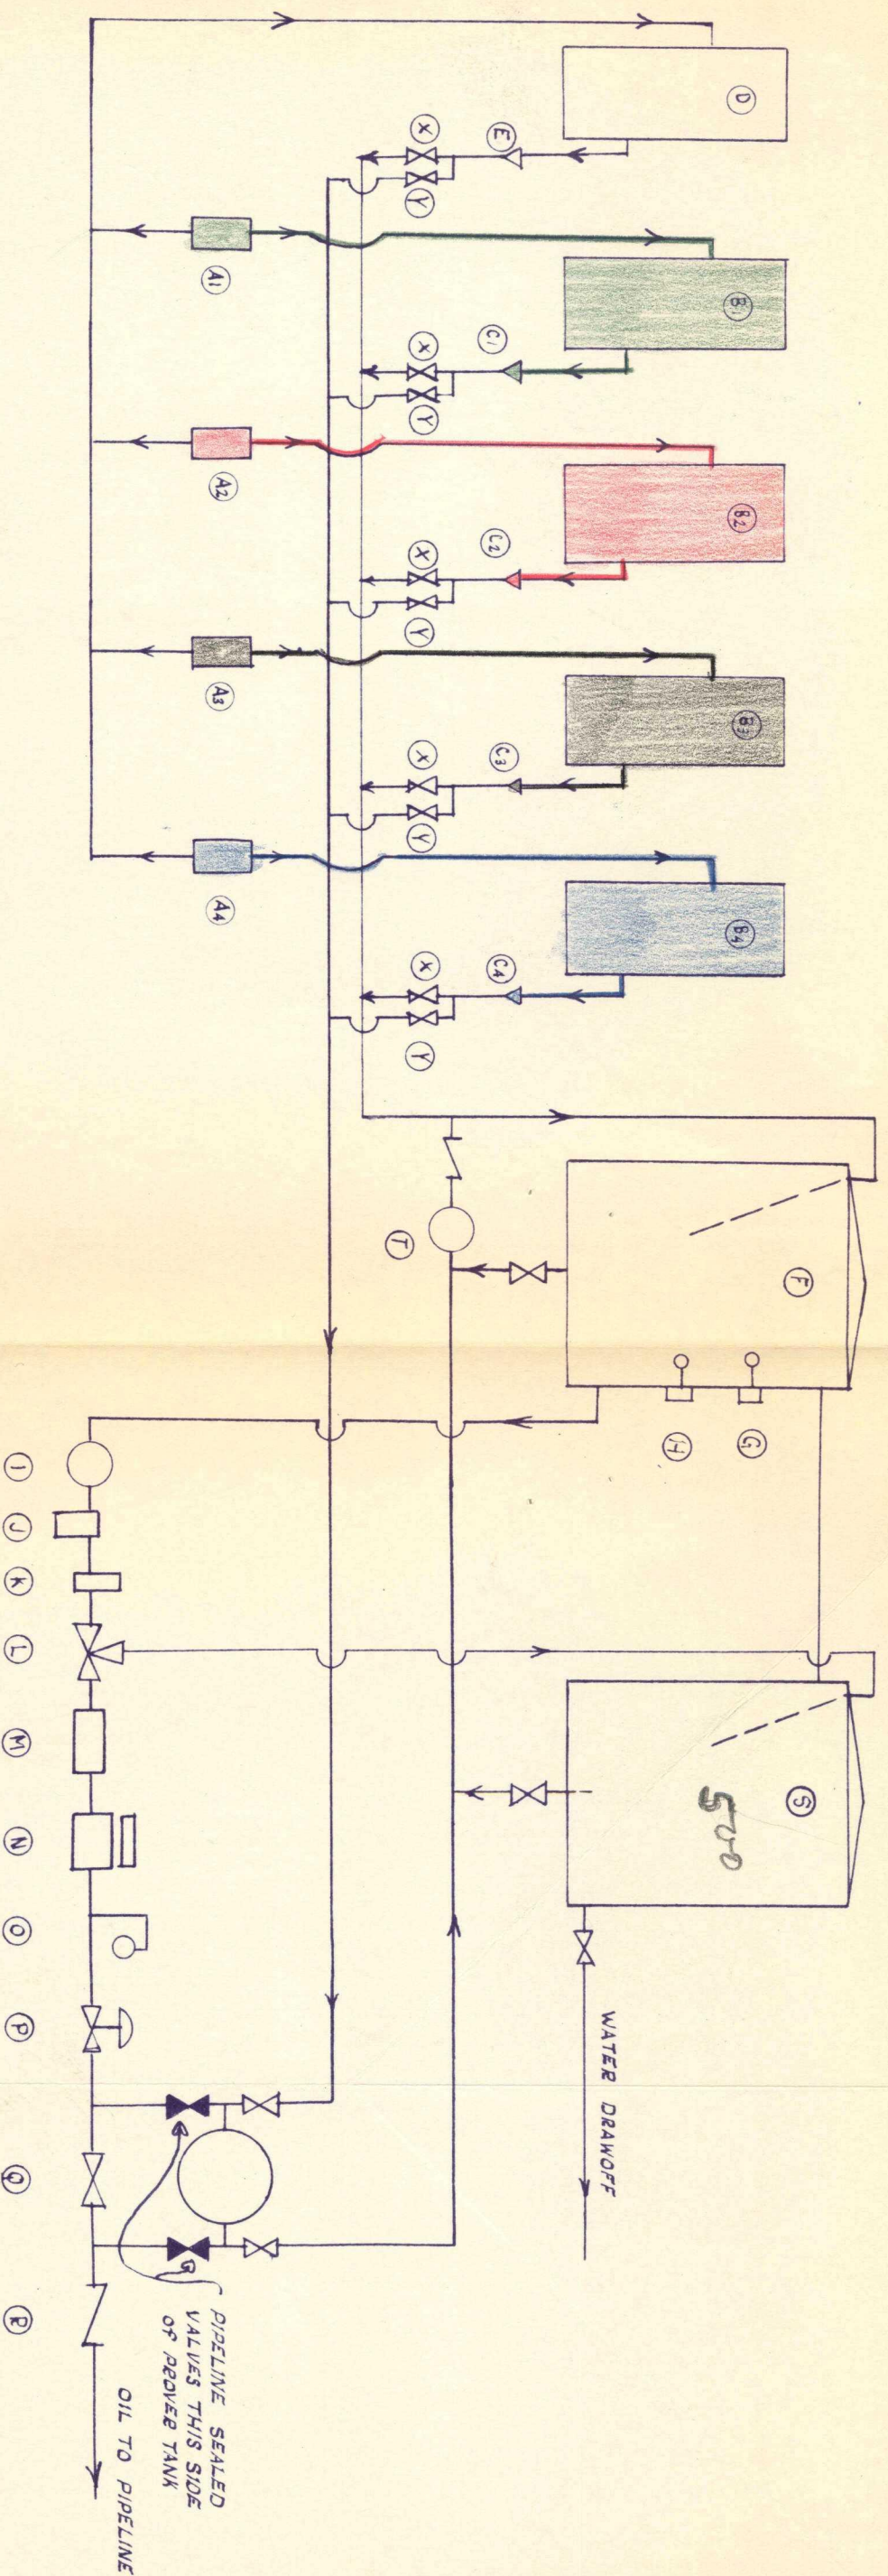 D
E
X
Y
A1
B1
C1
X
Y
A2
B2
C2
X
Y
A3
B3
C3
X
Y
A4
B4
C4
X
Y
T
F
G
H
S
500
WATER DRAWOFF
I
J
K
L
M
N
O
P
Q
R
PIPELINE SEALED
VALVES THIS SIDE
OF PROVER TANK
OIL TO PIPELINE